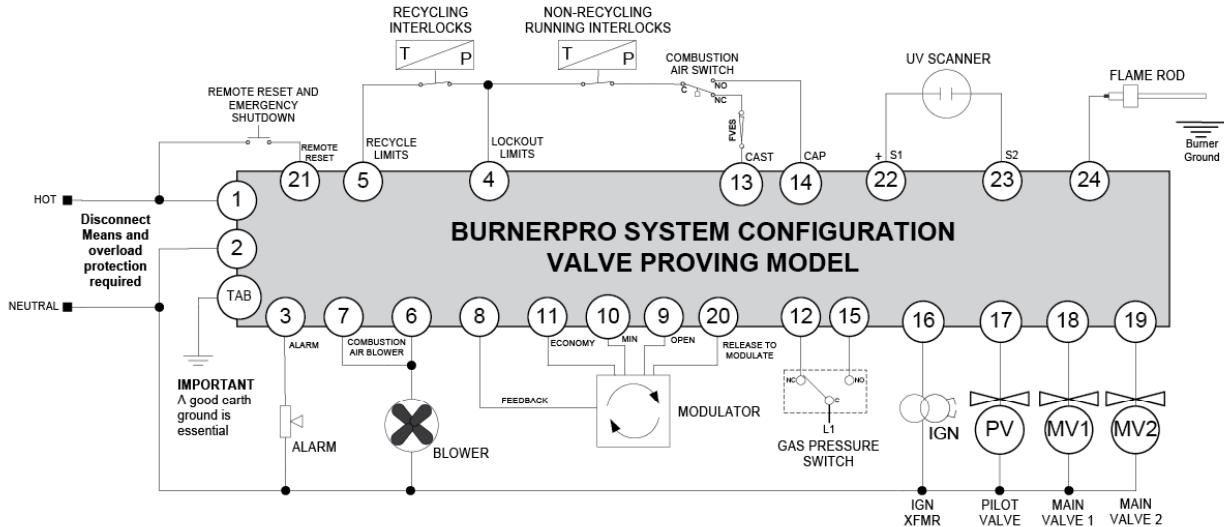 RECYCLING
INTERLOCKS
T
P
NON-RECYCLING
RUNNING INTERLOCKS
T
P
COMBUSTION
AIR SWITCH
C
NO
NC
FVES
UV SCANNER
FLAME ROD
Burner
Ground
REMOTE RESET AND
EMERGENCY
SHUTDOWN
REMOTE
RESET
RECYCLE
LIMITS
LOCKOUT
LIMITS
CAST
CAP
+ S1
S2
21
5
4
13
14
22
23
24
HOT
1
Disconnect
Means and
overload
protection
required
2
NEUTRAL
TAB
BURNERPRO SYSTEM CONFIGURATION
VALVE PROVING MODEL
3
7
6
8
11
10
9
20
12
15
16
17
18
19
ALARM
COMBUSTION
AIR BLOWER
ECONOMY
MIN
OPEN
RELEASE TO
MODULATE
IMPORTANT
A good earth
ground is
essential
ALARM
BLOWER
FEEDBACK
MODULATOR
NC
NO
C
L1
GAS PRESSURE
SWITCH
IGN
PV
MV1
MV2
IGN
XFMR
PILOT
VALVE
MAIN
VALVE 1
MAIN
VALVE 2